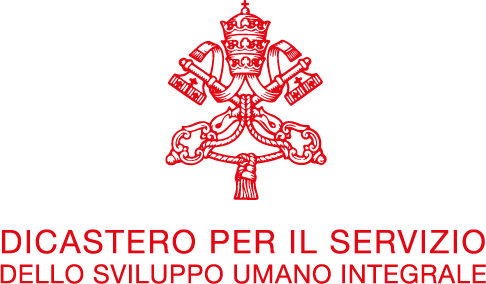 DICASTERO PER IL SERVIZIO
DELLO SVILUPPO UMANO INTEGRALE